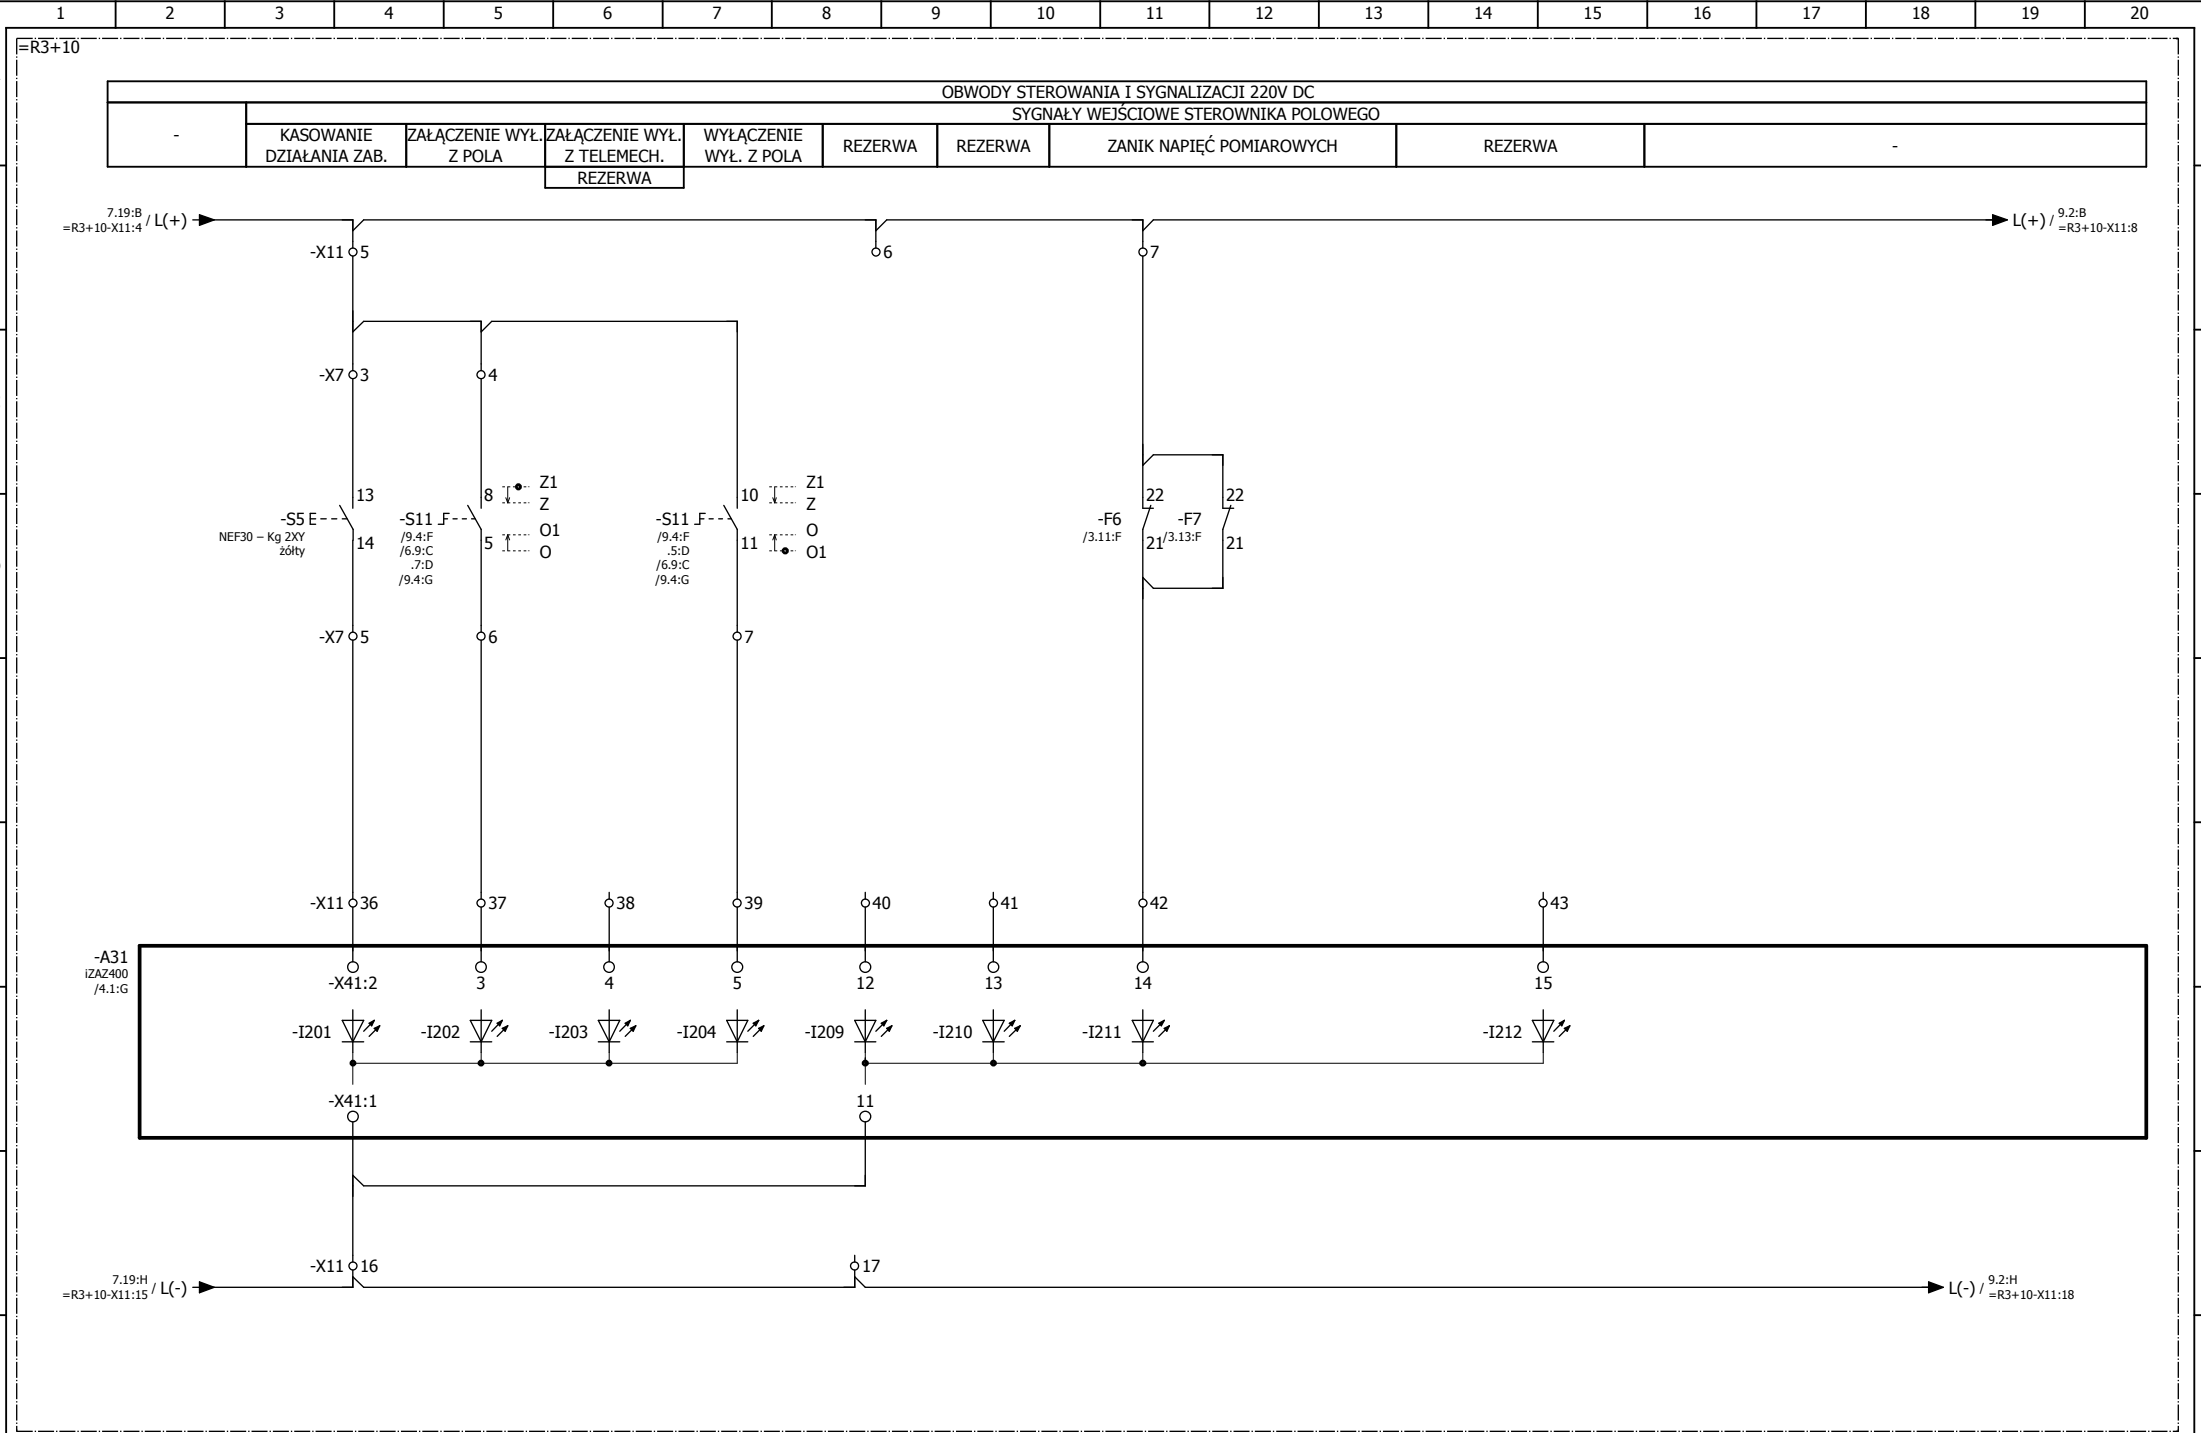 1 2 3 4 5 6 7 8 9 10 11 12 13 14 15 16 17 18 19 20
=R3+10
OBWODY STEROWANIA I SYGNALIZACJI 220V DC
SYGNAŁY WEJŚCIOWE STEROWNIKA POLOWEGO
-
KASOWANIE
DZIAŁANIA ZAB.
ZAŁĄCZENIE WYŁ.
Z POLA
ZAŁĄCZENIE WYŁ.
Z TELEMECH.
REZERWA
WYŁĄCZENIE
WYŁ. Z POLA
REZERWA
REZERWA
ZANIK NAPIĘĆ POMIAROWYCH
REZERWA
-
7.19:B
=R3+10-X11:4 / L(+)
L(+) / 9.2:B
=R3+10-X11:8
-X11 5
6
7
-X7 3
4
13
-S5
NEF30 – Kg 2XY
żółty
14
8
-S11
/9.4:F
/6.9:C
.7:D
/9.4:G
5
Z1
Z
O1
O
10
-S11
/9.4:F
.5:D
/6.9:C
/9.4:G
11
Z1
Z
O
O1
22
-F6
/3.11:F
21
22
-F7
/3.13:F
21
-X7 5
6
7
-X11 36
37
38
39
40
41
42
43
-A31
iZAZ400
/4.1:G
-X41:2
3
4
5
12
13
14
15
-I201
-I202
-I203
-I204
-I209
-I210
-I211
-I212
-X41:1
11
-X11 16
17
7.19:H
=R3+10-X11:15 / L(-)
L(-) / 9.2:H
=R3+10-X11:18